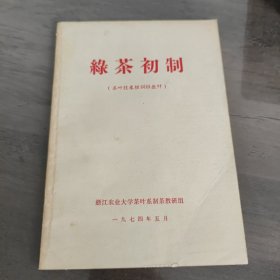 綠茶初制
(茶叶技术培训班教材)
浙江农业大学茶叶系制茶教研组
一九七四年五月